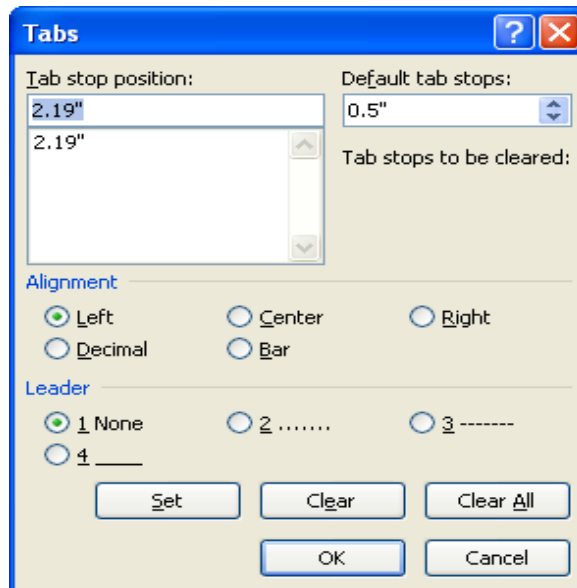 Tabs
Tab stop position: Default tab stops:
2.19" 0.5"
2.19"
Tab stops to be cleared:
Alignment
Left Center Right
Decimal Bar
Leader
1 None 2 ....... 3 -------
4 ____
Set Clear Clear All
OK Cancel